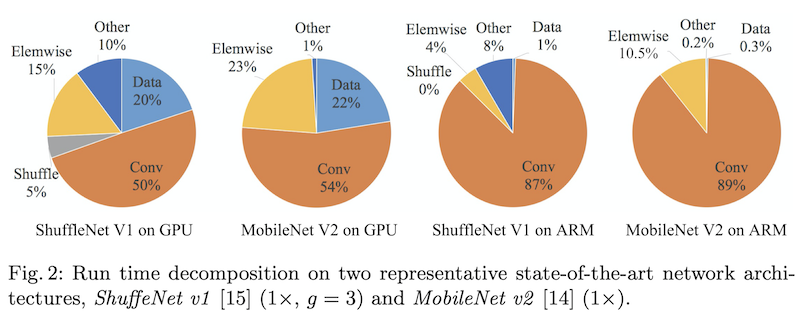 Other
10%
Elemwise
15%
Data
20%
Shuffle
5%
Conv
50%
ShuffleNet V1 on GPU
Other
1%
Elemwise
23%
Data
22%
Conv
54%
MobileNet V2 on GPU
Elemwise
4%
Other
8%
Data
1%
Shuffle
0%
Conv
87%
ShuffleNet V1 on ARM
Other
0.2%
Elemwise
10.5%
Data
0.3%
Conv
89%
MobileNet V2 on ARM
Fig. 2: Run time decomposition on two representative state-of-the-art network archi-
tectures, ShuffeNet v1 [15] (1×, g = 3) and MobileNet v2 [14] (1×).